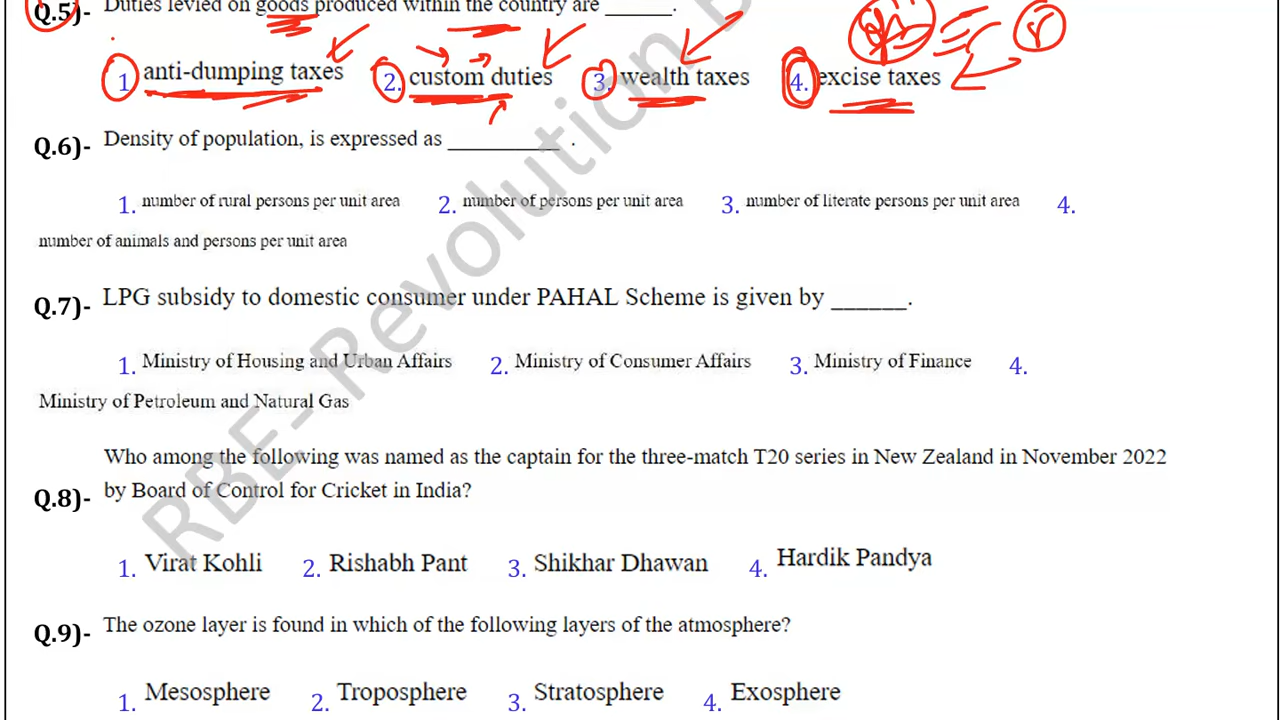 Q.5)- Duties levied on goods produced within the country are ______.
1. anti-dumping taxes 2. custom duties 3. wealth taxes 4. excise taxes
Q.6)- Density of population, is expressed as __________ .
1. number of rural persons per unit area 2. number of persons per unit area 3. number of literate persons per unit area 4.
number of animals and persons per unit area
Q.7)- LPG subsidy to domestic consumer under PAHAL Scheme is given by ______.
1. Ministry of Housing and Urban Affairs 2. Ministry of Consumer Affairs 3. Ministry of Finance 4.
Ministry of Petroleum and Natural Gas
Who among the following was named as the captain for the three-match T20 series in New Zealand in November 2022
Q.8)- by Board of Control for Cricket in India?
1. Virat Kohli 2. Rishabh Pant 3. Shikhar Dhawan 4. Hardik Pandya
Q.9)- The ozone layer is found in which of the following layers of the atmosphere?
1. Mesosphere 2. Troposphere 3. Stratosphere 4. Exosphere
RBE-Revolution B